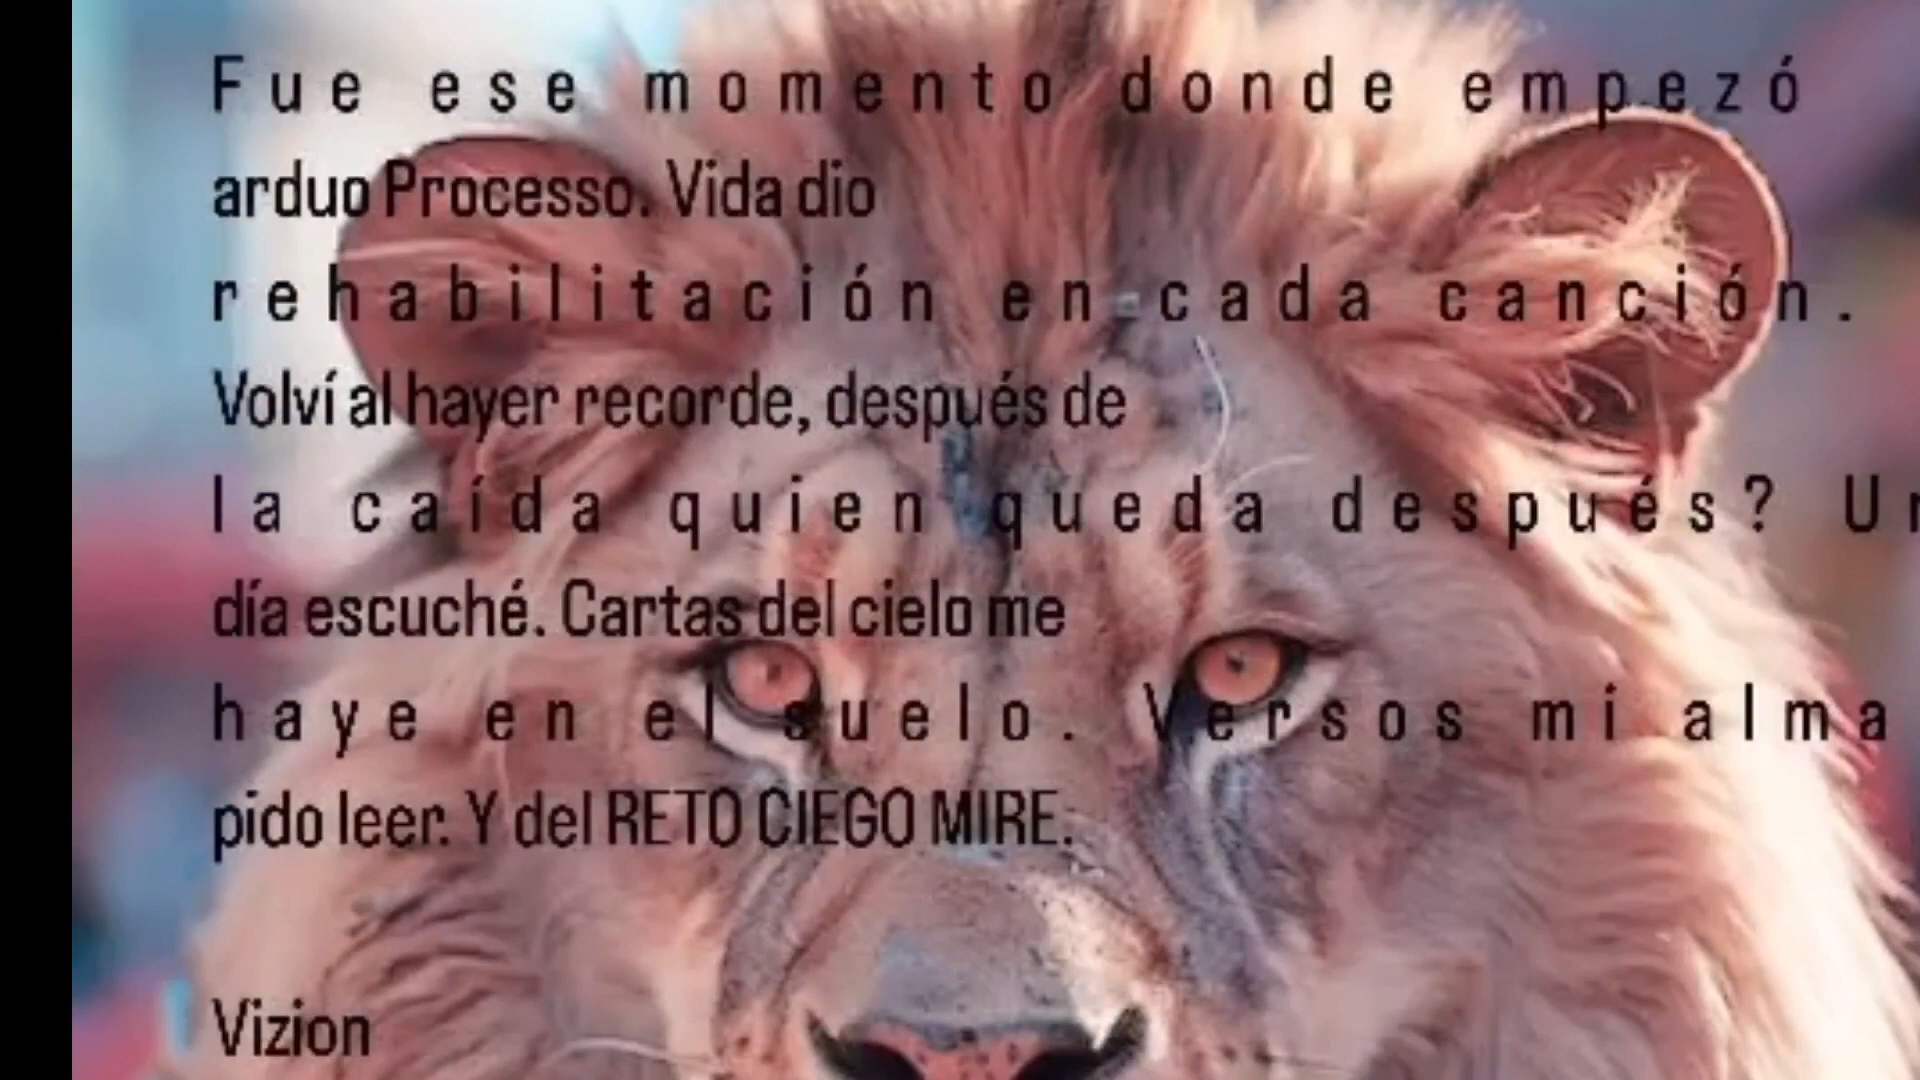 Fue ese momento donde empezó
arduo Processo. Vida dio
rehabilitación en cada canción.
Volví al hayer recorde, después de
la caída quien queda después?
día escuché. Cartas del cielo me
haye en el suelo. Versos mi alma
pido leer. Y del RETO CIEGO MIRE.
Vizion